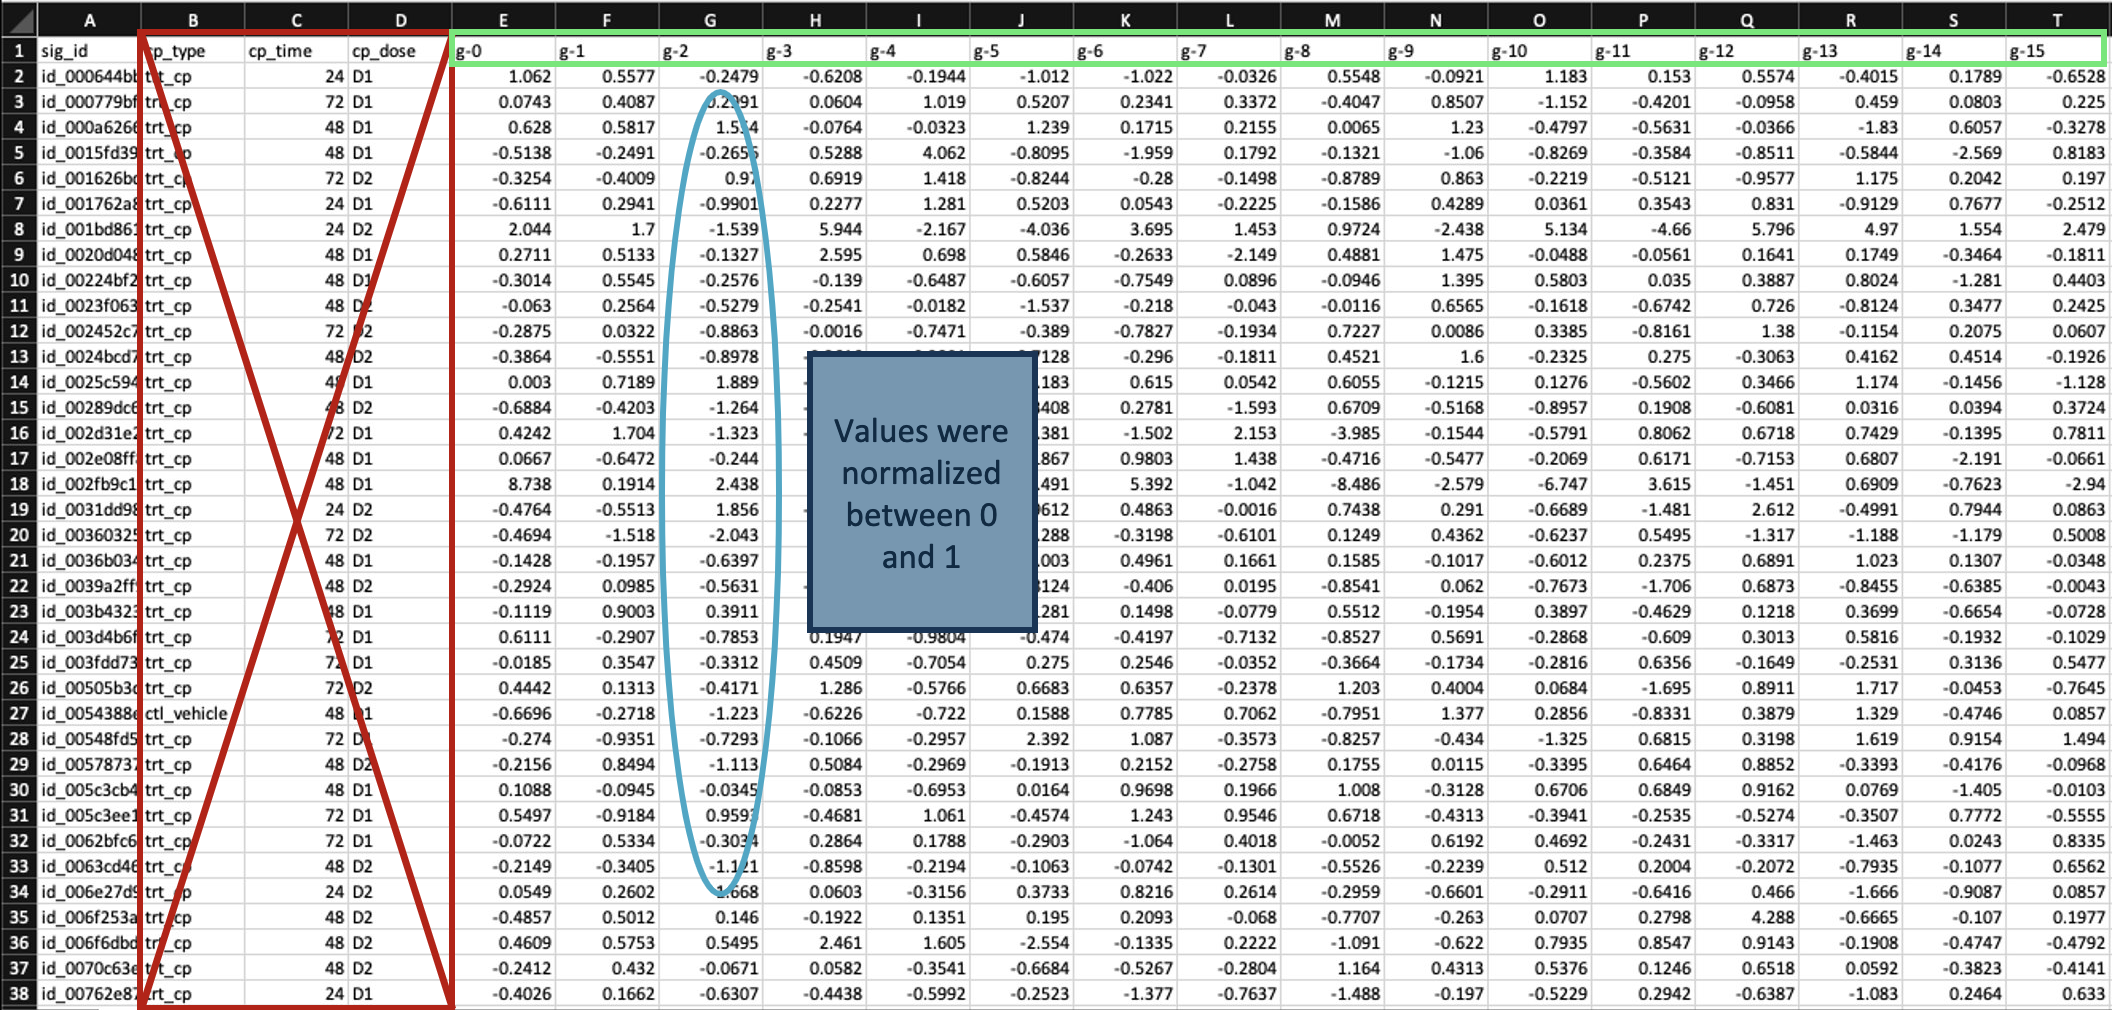 A B C D E F G H I J K L M N O P Q R S T
1 sig_id cp_type cp_time cp_dose g-0 g-1 g-2 g-3 g-4 g-5 g-6 g-7 g-8 g-9 g-10 g-11 g-12 g-13 g-14 g-15
2 id_000644bb trt_cp 24 D1 1.062 0.5577 -0.2479 -0.6208 -0.1944 -1.012 -1.022 -0.0326 0.5548 -0.0921 1.183 0.153 0.5574 -0.4015 0.1789 -0.6528
3 id_000779bf trt_cp 72 D1 0.0743 0.4087 0.2991 0.0604 1.019 0.5207 0.2341 0.3372 -0.4047 0.8507 -1.152 -0.4201 -0.0958 0.459 0.0803 0.225
4 id_000a6266 trt_cp 48 D1 0.628 0.5817 1.554 -0.0764 -0.0323 1.239 0.1715 0.2155 0.0065 1.23 -0.4797 -0.5631 -0.0366 -1.83 0.6057 -0.3278
5 id_0015fd39 trt_cp 48 D1 -0.5138 -0.2491 -0.2656 0.5288 4.062 -0.8095 -1.959 0.1792 -0.1321 -1.06 -0.8269 -0.3584 -0.8511 -0.5844 -2.569 0.8183
6 id_001626bd trt_cp 72 D2 -0.3254 -0.4009 0.97 0.6919 1.418 -0.8244 -0.28 -0.1498 -0.8789 0.863 -0.2219 -0.5121 -0.9577 1.175 0.2042 0.197
7 id_001762a8 trt_cp 24 D1 -0.6111 0.2941 -0.9901 0.2277 1.281 0.5203 0.0543 -0.2225 -0.1586 0.4289 0.0361 0.3543 0.831 -0.9129 0.7677 -0.2512
8 id_001bd861 trt_cp 24 D2 2.044 1.7 -1.539 5.944 -2.167 -4.036 3.695 1.453 0.9724 -2.438 5.134 -4.66 5.796 4.97 1.554 2.479
9 id_0020d048 trt_cp 48 D1 0.2711 0.5133 -0.1327 2.595 0.698 0.5846 -0.2633 -2.149 0.4881 1.475 -0.0488 -0.0561 0.1641 0.1749 -0.3464 -0.1811
10 id_00224bf2 trt_cp 48 D1 -0.3014 0.5545 -0.2576 -0.139 -0.6487 -0.6057 -0.7549 0.0896 -0.0946 1.395 0.5803 0.035 0.3887 0.8024 -1.281 0.4403
11 id_0023f063 trt_cp 48 D2 -0.063 0.2564 -0.5279 -0.2541 -0.0182 -1.537 -0.218 -0.043 -0.0116 0.6565 -0.1618 -0.6742 0.726 -0.8124 0.3477 0.2425
12 id_002452c7 trt_cp 72 D2 -0.2875 0.0322 -0.8863 -0.0016 -0.7471 -0.389 -0.7827 -0.1934 0.7227 0.0086 0.3385 -0.8161 1.38 -0.1154 0.2075 0.0607
13 id_0024bcd7 trt_cp 48 D2 -0.3864 -0.5551 -0.8978 7128 -0.296 -0.1811 0.4521 1.6 -0.2325 0.275 -0.3063 0.4162 0.4514 -0.1926
14 id_0025c594 trt_cp 48 D1 0.003 0.7189 1.889 .183 0.615 0.0542 0.6055 -0.1215 0.1276 -0.5602 0.3466 1.174 -0.1456 -1.128
15 id_00289dc6 trt_cp 48 D2 -0.6884 -0.4203 -1.264 408 0.2781 -1.593 0.6709 -0.5168 -0.8957 0.1908 -0.6081 0.0316 0.0394 0.3724
16 id_002d31e2 trt_cp 72 D1 0.4242 1.704 -1.323 .381 -1.502 2.153 -3.985 -0.1544 -0.5791 0.8062 0.6718 0.7429 -0.1395 0.7811
17 id_002e08ff trt_cp 48 D1 0.0667 -0.6472 -0.244 .867 0.9803 1.438 -0.4716 -0.5477 -0.2069 0.6171 -0.7153 0.6807 -2.191 -0.0661
18 id_002fb9c1 trt_cp 48 D1 8.738 0.1914 2.438 .491 5.392 -1.042 -8.486 -2.579 -6.747 3.615 -1.451 0.6909 -0.7623 -2.94
19 id_0031dd98 trt_cp 24 D2 -0.4764 -0.5513 1.856 0612 0.4863 -0.0016 0.7438 0.291 -0.6689 -1.481 2.612 -0.4991 0.7944 0.0863
20 id_00360325 trt_cp 72 D2 -0.4694 -1.518 -2.043 .288 -0.3198 -0.6101 0.1249 0.4362 -0.6237 0.5495 -1.317 -1.188 -1.179 0.5008
21 id_0036b034 trt_cp 48 D1 -0.1428 -0.1957 -0.6397 .003 0.4961 0.1661 0.1585 -0.1017 -0.6012 0.2375 0.6891 1.023 0.1307 -0.0348
22 id_0039a2ff trt_cp 48 D2 -0.2924 0.0985 -0.5631 124 -0.406 0.0195 -0.8541 0.062 -0.7673 -1.706 0.6873 -0.8455 -0.6385 -0.0043
23 id_003b4323 trt_cp 48 D1 -0.1119 0.9003 0.3911 .281 0.1498 -0.0779 0.5512 -0.1954 0.3897 -0.4629 0.1218 0.3699 -0.6654 -0.0728
Values were
normalized
between 0
and 1
24 id_003d4b6f trt_cp 72 D1 0.6111 -0.2907 -0.7853 0.1947 -0.9804 -0.474 -0.4197 -0.7132 -0.8527 0.5691 -0.2868 -0.609 0.3013 0.5816 -0.1932 -0.1029
25 id_003fdd73 trt_cp 72 D1 -0.0185 0.3547 -0.3312 0.4509 -0.7054 0.275 0.2546 -0.0352 -0.3664 -0.1734 -0.2816 0.6356 -0.1649 -0.2531 0.3136 0.5477
26 id_00505b3c trt_cp 72 D2 0.4442 0.1313 -0.4171 1.286 -0.5766 0.6683 0.6357 -0.2378 1.203 0.4004 0.0684 -1.695 0.8911 1.717 -0.0453 -0.7645
27 id_0054388e ctl_vehicle 48 D1 -0.6696 -0.2718 -1.223 -0.6226 -0.722 0.1588 0.7785 0.7062 -0.7951 1.377 0.2856 -0.8331 0.3879 1.329 -0.4746 0.0857
28 id_00548fd5 trt_cp 72 D1 -0.274 -0.9351 -0.7293 -0.1066 -0.2957 2.392 1.087 -0.3573 -0.8257 -0.434 -1.325 0.6815 0.3198 1.619 0.9154 1.494
29 id_00578737 trt_cp 48 D2 -0.2156 0.8494 -1.113 0.5084 -0.2969 -0.1913 0.2152 -0.2758 0.1755 0.0115 -0.3395 0.6464 0.8852 -0.3393 -0.4176 -0.0968
30 id_005c3cb4 trt_cp 48 D1 0.1088 -0.0945 -0.0345 -0.0853 -0.6953 0.0164 0.9698 0.1966 1.008 -0.3128 0.6706 0.6849 0.9162 0.0769 -1.405 -0.0103
31 id_005c3ee1 trt_cp 72 D1 0.5497 -0.9184 0.9593 -0.4681 1.061 -0.4574 1.243 0.9546 0.6718 -0.4313 -0.3941 -0.2535 -0.5274 -0.3507 0.7772 -0.5555
32 id_0062bfc6 trt_cp 72 D1 -0.0722 0.5334 -0.3034 0.2864 0.1788 -0.2903 -1.064 0.4018 -0.0052 0.6192 0.4692 -0.2431 -0.3317 -1.463 0.0243 0.8335
33 id_0063cd46 trt_cp 48 D2 -0.2149 -0.3405 -1.121 -0.8598 -0.2194 -0.1063 -0.0742 -0.1301 -0.5526 -0.2239 0.512 0.2004 -0.2072 -0.7935 -0.1077 0.6562
34 id_006e27d9 trt_cp 24 D2 0.0549 0.2602 1.668 0.0603 -0.3156 0.3733 0.8216 0.2614 -0.2959 -0.6601 -0.2911 -0.6416 0.466 -1.666 -0.9087 0.0857
35 id_006f253a trt_cp 48 D2 -0.4857 0.5012 0.146 -0.1922 0.1351 0.195 0.2093 -0.068 -0.7707 -0.263 0.0707 0.2798 4.288 -0.6665 -0.107 0.1977
36 id_006f6dbd trt_cp 48 D2 0.4609 0.5753 0.5495 2.461 1.605 -2.554 -0.1335 0.2222 -1.091 -0.622 0.7935 0.8547 0.9143 -0.1908 -0.4747 -0.4792
37 id_0070c63e trt_cp 48 D2 -0.2412 0.432 -0.0671 0.0582 -0.3541 -0.6684 -0.5267 -0.2804 1.164 0.4313 0.5376 0.1246 0.6518 0.0592 -0.3823 -0.4141
38 id_00762e87 trt_cp 24 D1 -0.4026 0.1662 -0.6307 -0.4438 -0.5992 -0.2523 -1.377 -0.7637 -1.488 -0.197 -0.5229 0.2942 -0.6387 -1.083 0.2464 0.633